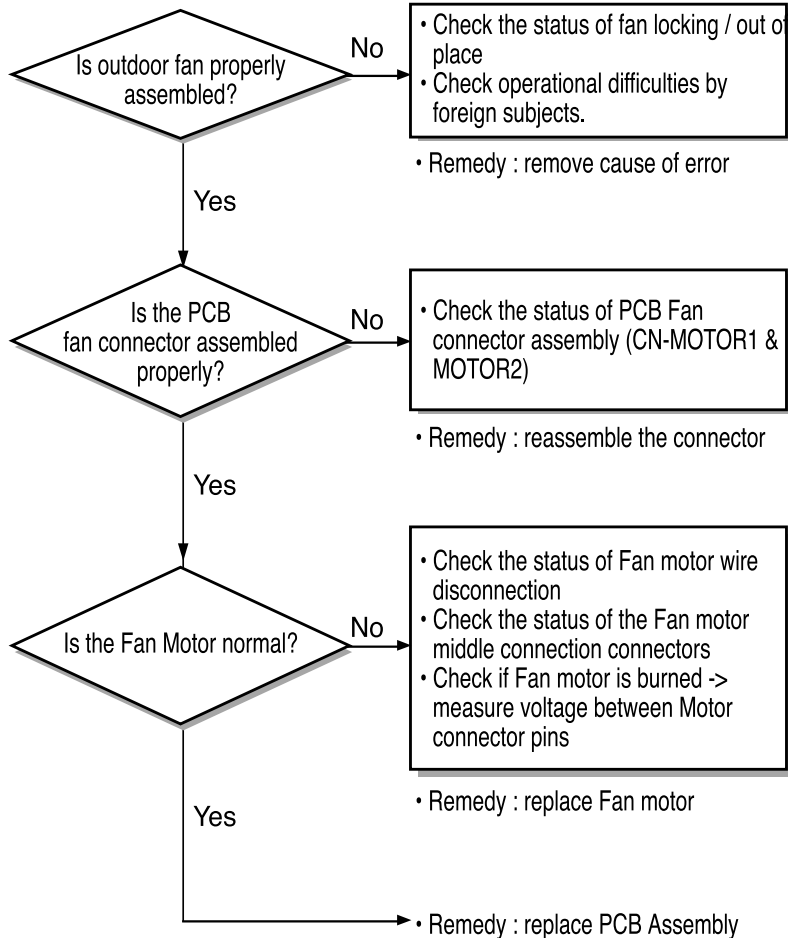 Is outdoor fan properly
assembled?
No
• Check the status of fan locking / out of
place
• Check operational difficulties by
foreign subjects.
• Remedy : remove cause of error
Yes
Is the PCB
fan connector assembled
properly?
No
• Check the status of PCB Fan
connector assembly (CN-MOTOR1 &
MOTOR2)
• Remedy : reassemble the connector
Yes
Is the Fan Motor normal?
No
• Check the status of Fan motor wire
disconnection
• Check the status of the Fan motor
middle connection connectors
• Check if Fan motor is burned ->
measure voltage between Motor
connector pins
• Remedy : replace Fan motor
Yes
• Remedy : replace PCB Assembly